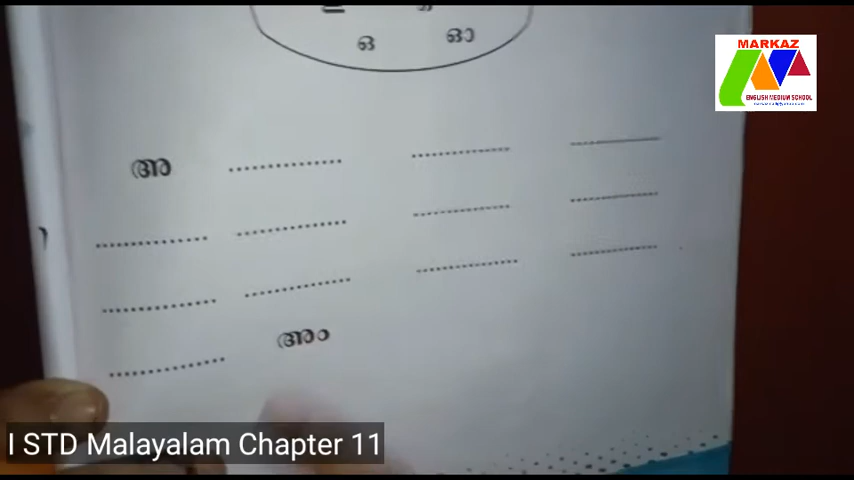 ഒ ഓ
MARKAZ
ENGLISH MEDIUM SCHOOL
അ
അം
I STD Malayalam Chapter 11